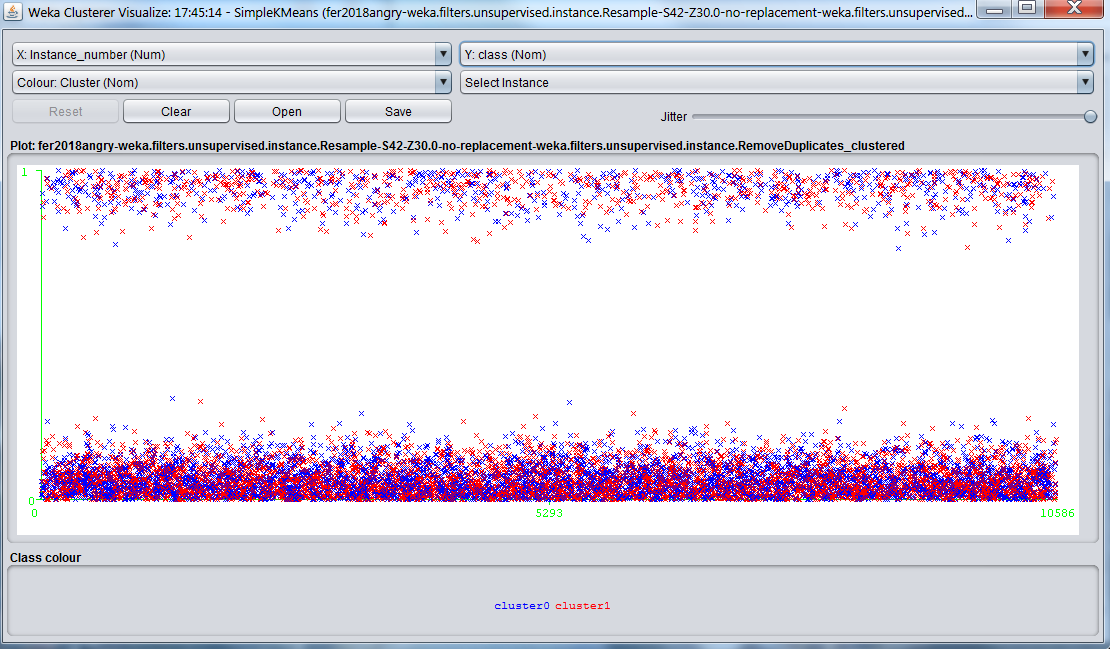 Weka Clusterer Visualize: 17:45:14 - SimpleKMeans (fer2018angry-weka.filters.unsupervised.instance.Resample-S42-Z30.0-no-replacement-weka.filters.unsupervised...
X: Instance_number (Num) Y: class (Nom)
Colour: Cluster (Nom) Select Instance
Reset Clear Open Save Jitter
Plot: fer2018angry-weka.filters.unsupervised.instance.Resample-S42-Z30.0-no-replacement-weka.filters.unsupervised.instance.RemoveDuplicates_clustered
1
0
0 5293 10586
Class colour
cluster0 cluster1